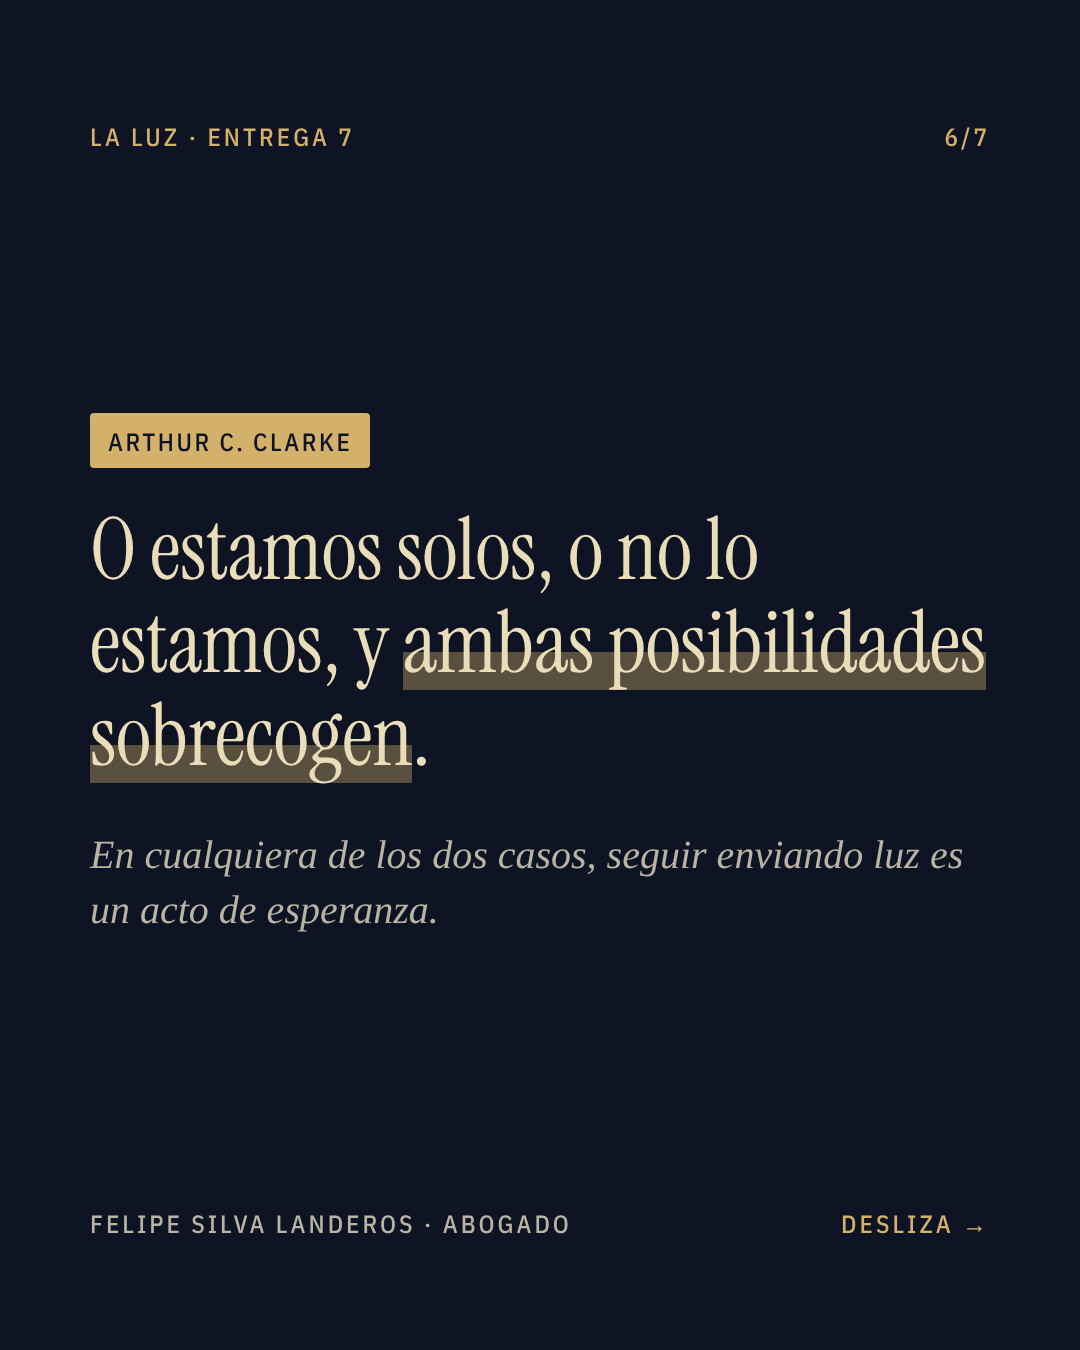 LA LUZ · ENTREGA 7
6/7
ARTHUR C. CLARKE
O estamos solos, o no lo
estamos, y ambas posibilidades
sobrecogen.
En cualquiera de los dos casos, seguir enviando luz es
un acto de esperanza.
FELIPE SILVA LANDEROS · ABOGADO
DESLIZA →